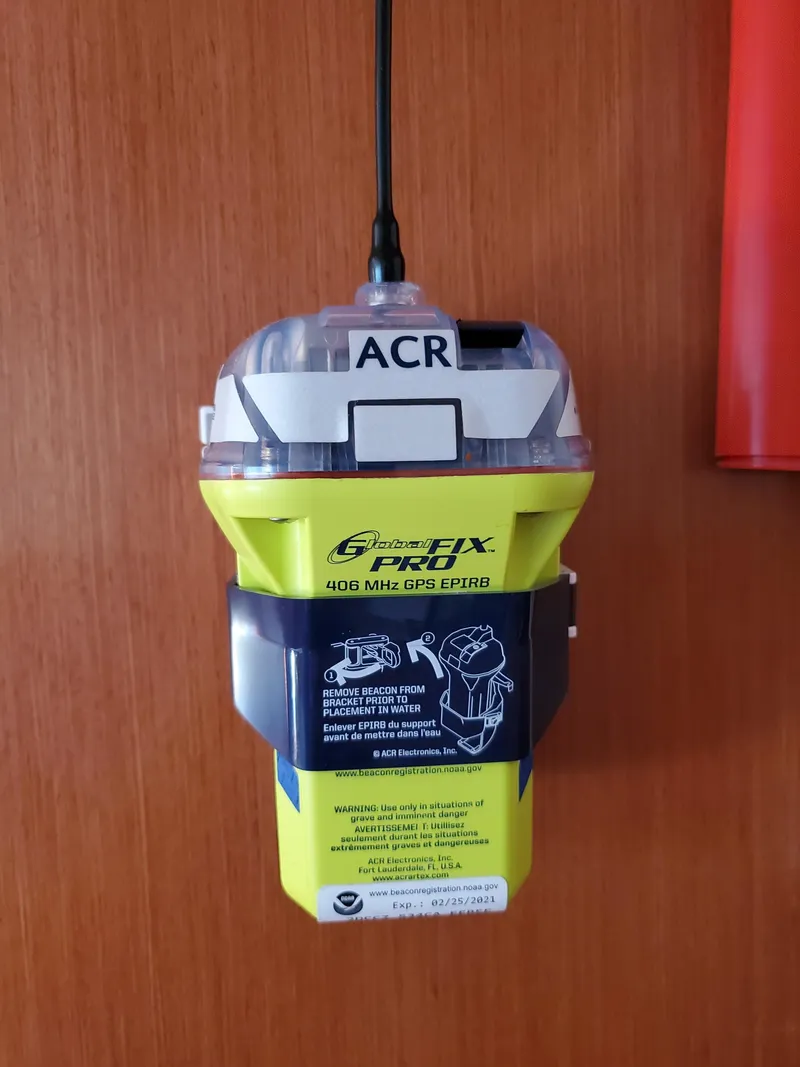 ACR
GlobalFIX™
PRO
406 MHz GPS EPIRB
2
1
REMOVE BEACON FROM
BRACKET PRIOR TO
PLACEMENT IN WATER
Enlever EPIRB du support
avant de mettre dans l'eau
© ACR Electronics, Inc.
www.beaconregistration.noaa.gov
WARNING: Use only in situations of
grave and imminent danger
AVERTISSEMENT: Utilisez
seulement durant les situations
extrêmement graves et dangereuses
ACR Electronics, Inc.
Fort Lauderdale, FL, U.S.A.
www.acrartex.com
www.beaconregistration.noaa.gov
NOAA
Exp.: 02/25/2021